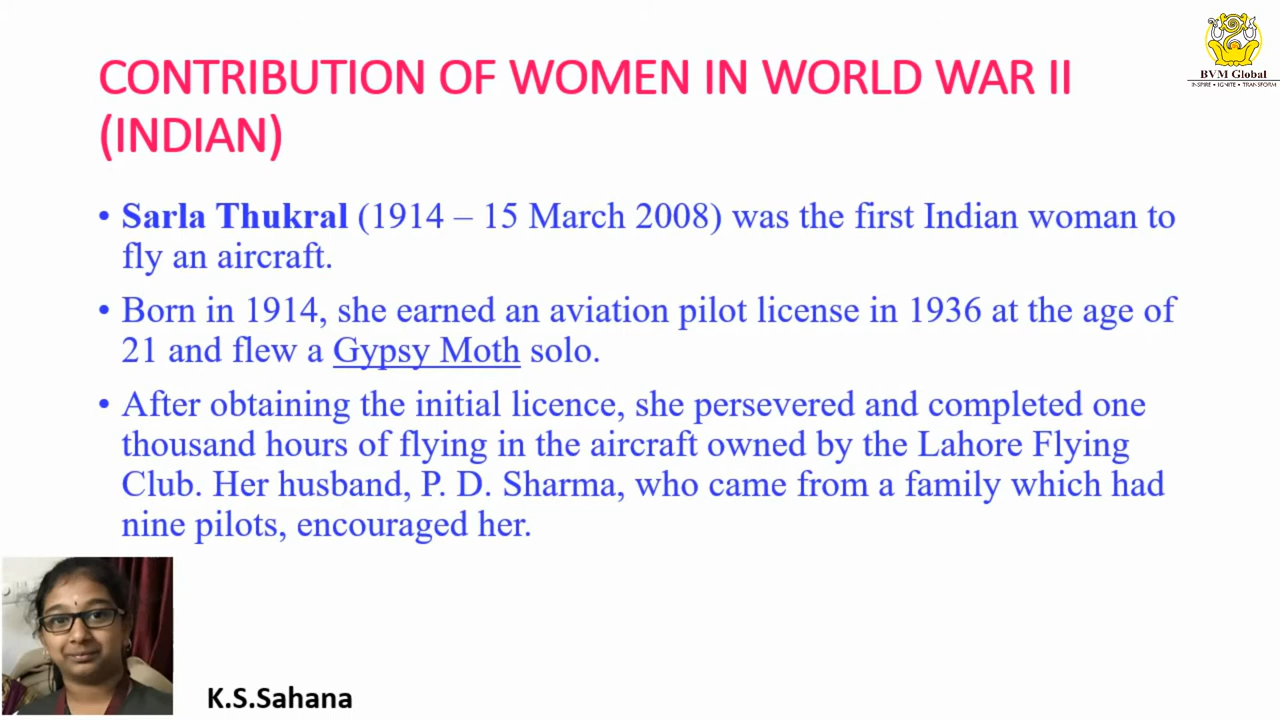 BVM Global
INSPIRE • IGNITE • TRANSFORM
CONTRIBUTION OF WOMEN IN WORLD WAR II
(INDIAN)
• Sarla Thukral (1914 – 15 March 2008) was the first Indian woman to
fly an aircraft.
• Born in 1914, she earned an aviation pilot license in 1936 at the age of
21 and flew a Gypsy Moth solo.
• After obtaining the initial licence, she persevered and completed one
thousand hours of flying in the aircraft owned by the Lahore Flying
Club. Her husband, P. D. Sharma, who came from a family which had
nine pilots, encouraged her.
K.S.Sahana